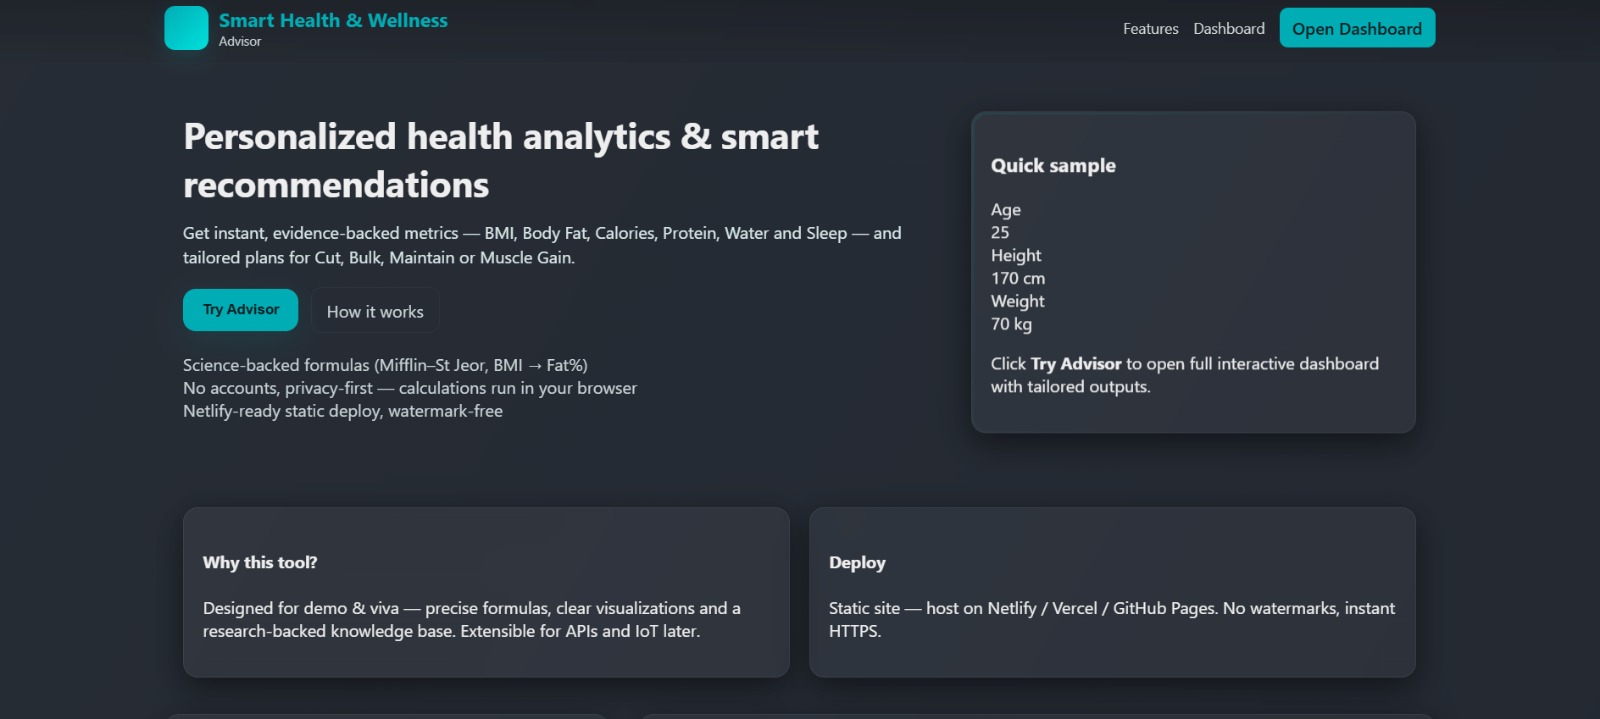 Smart Health & Wellness
Advisor
Features
Dashboard
Open Dashboard
Personalized health analytics & smart
recommendations
Get instant, evidence-backed metrics — BMI, Body Fat, Calories, Protein, Water and Sleep — and
tailored plans for Cut, Bulk, Maintain or Muscle Gain.
Try Advisor
How it works
Science-backed formulas (Mifflin–St Jeor, BMI → Fat%)
No accounts, privacy-first — calculations run in your browser
Netlify-ready static deploy, watermark-free
Quick sample
Age
25
Height
170 cm
Weight
70 kg
Click Try Advisor to open full interactive dashboard
with tailored outputs.
Why this tool?
Designed for demo & viva — precise formulas, clear visualizations and a
research-backed knowledge base. Extensible for APIs and IoT later.
Deploy
Static site — host on Netlify / Vercel / GitHub Pages. No watermarks, instant
HTTPS.